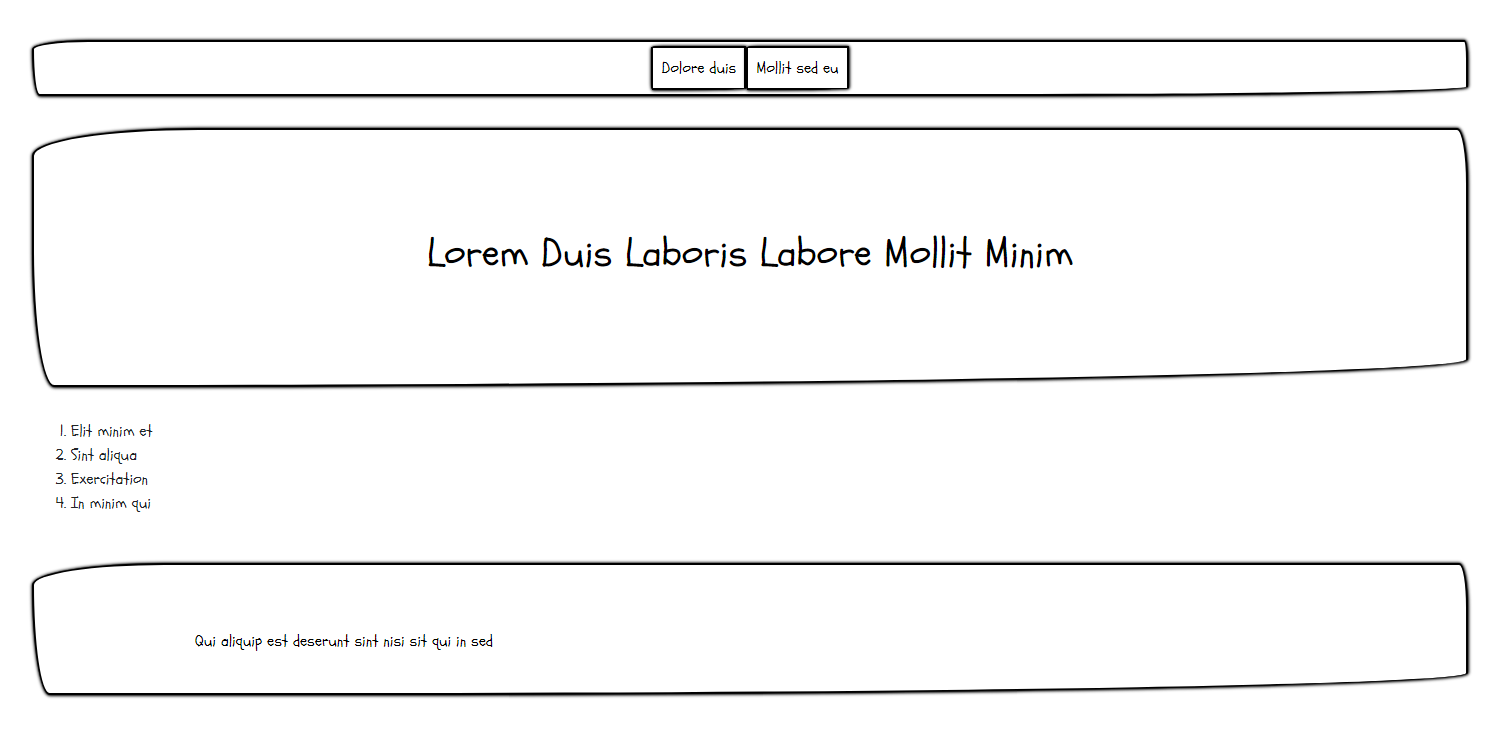 Dolore duis Mollit sed eu
Lorem Duis Laboris Labore Mollit Minim
1. Elit minim et
2. Sint aliqua
3. Exercitation
4. In minim qui
Qui aliquip est deserunt sint nisi sit qui in sed